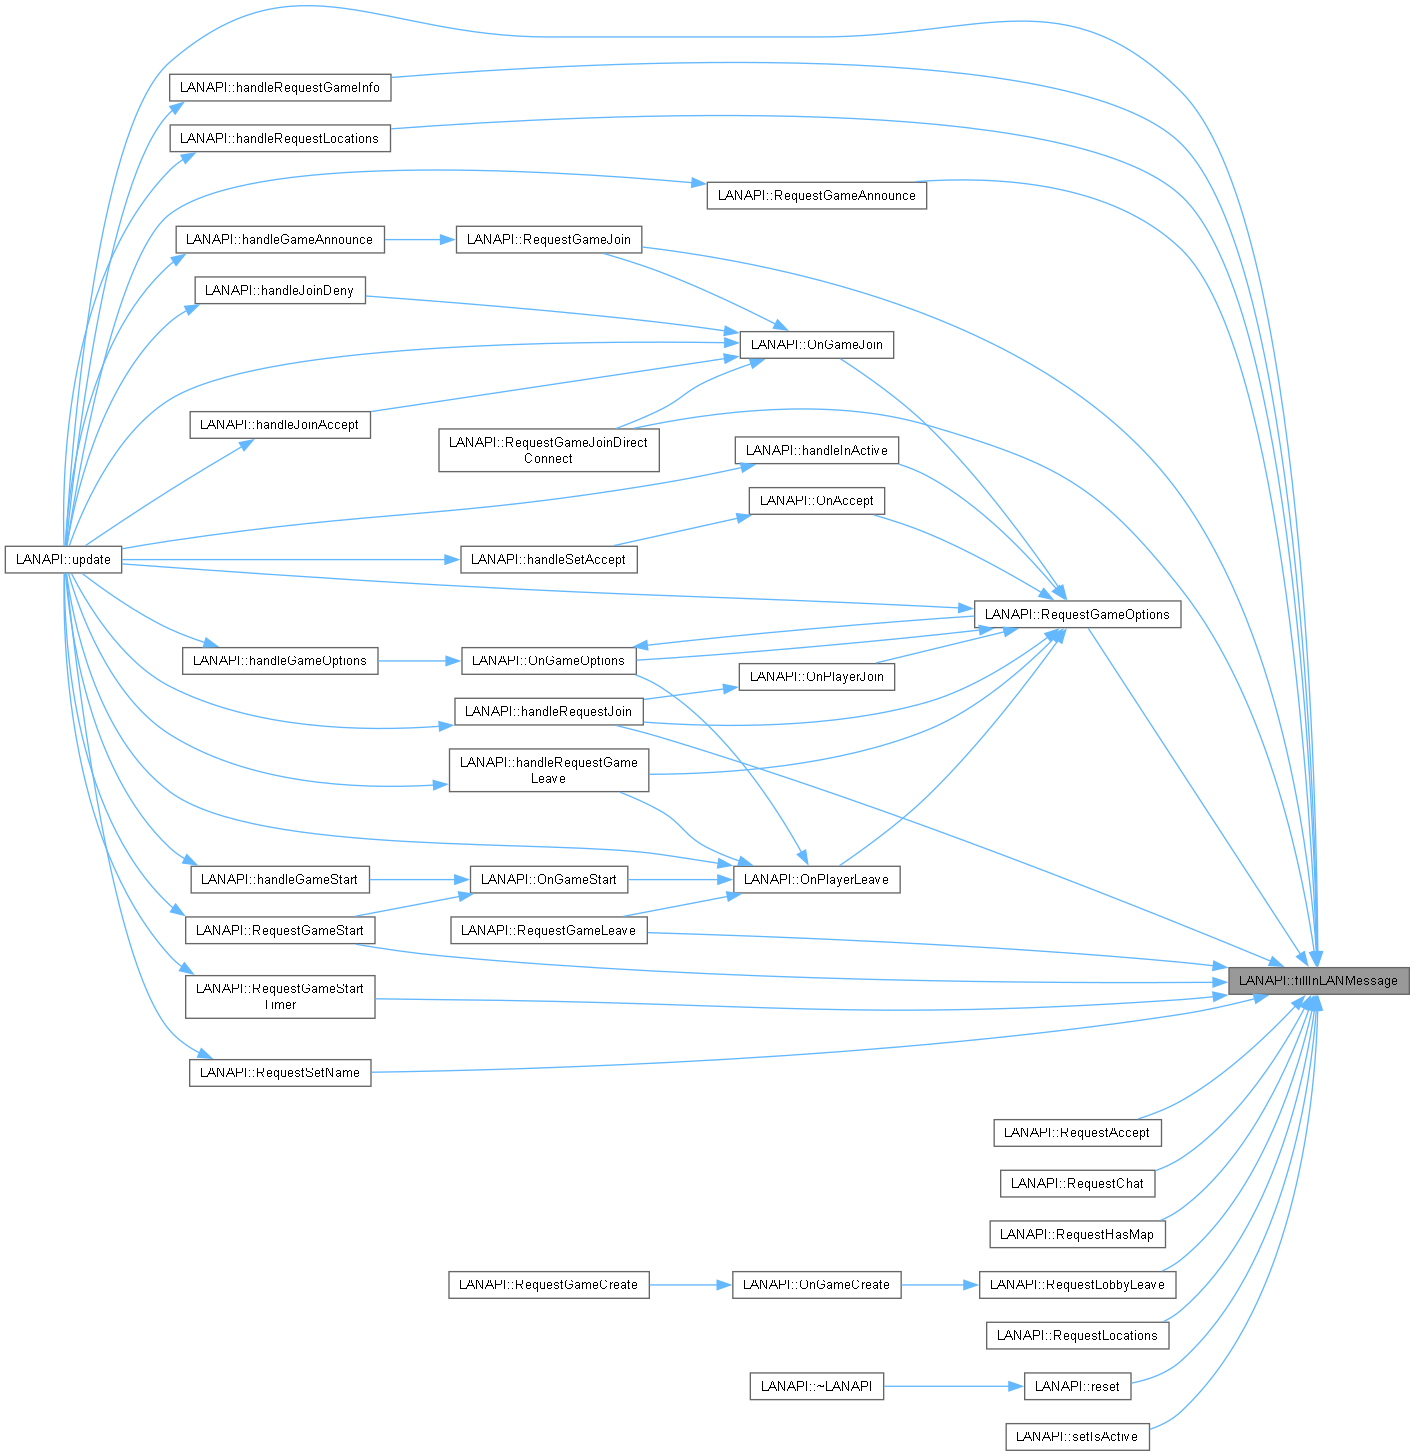 LANAPI::handleRequestGameInfo
LANAPI::handleRequestLocations
LANAPI::RequestGameAnnounce
LANAPI::handleGameAnnounce
LANAPI::RequestGameJoin
LANAPI::handleJoinDeny
LANAPI::OnGameJoin
LANAPI::handleJoinAccept
LANAPI::RequestGameJoinDirect
Connect
LANAPI::handleInActive
LANAPI::OnAccept
LANAPI::update
LANAPI::handleSetAccept
LANAPI::RequestGameOptions
LANAPI::handleGameOptions
LANAPI::OnGameOptions
LANAPI::OnPlayerJoin
LANAPI::handleRequestJoin
LANAPI::handleRequestGame
Leave
LANAPI::handleGameStart
LANAPI::OnGameStart
LANAPI::OnPlayerLeave
LANAPI::RequestGameStart
LANAPI::RequestGameLeave
LANAPI::fillInLANMessage
LANAPI::RequestGameStart
Timer
LANAPI::RequestSetName
LANAPI::RequestAccept
LANAPI::RequestChat
LANAPI::RequestHasMap
LANAPI::RequestGameCreate
LANAPI::OnGameCreate
LANAPI::RequestLobbyLeave
LANAPI::RequestLocations
LANAPI::~LANAPI
LANAPI::reset
LANAPI::setIsActive